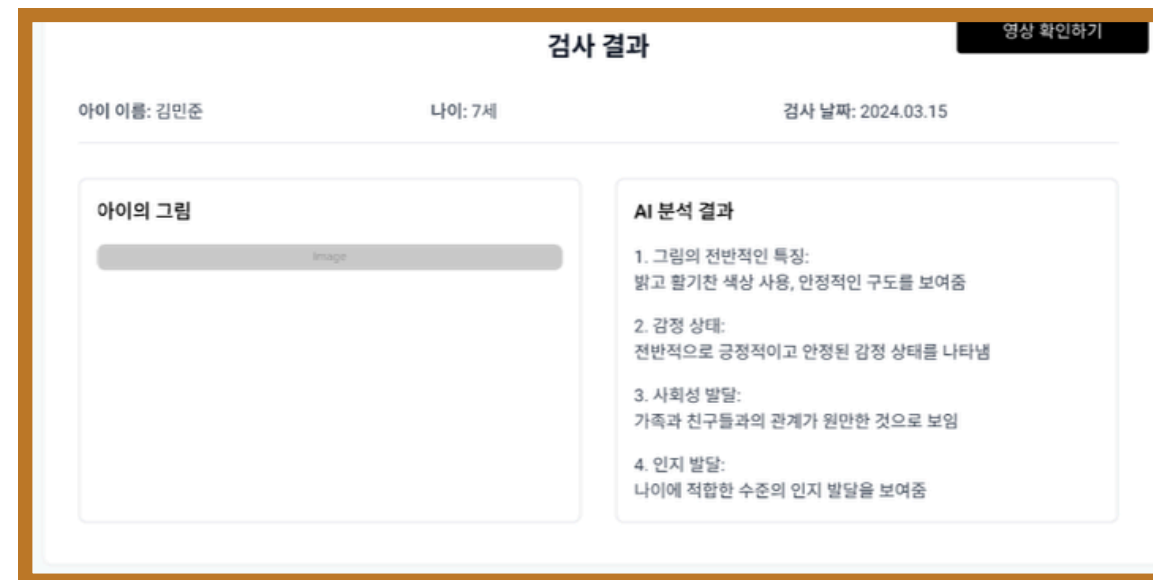 영상 확인하기
검사 결과
아이 이름: 김민준
나이: 7세
검사 날짜: 2024.03.15
아이의 그림
Image
AI 분석 결과
1. 그림의 전반적인 특징:
밝고 활기찬 색상 사용, 안정적인 구도를 보여줌
2. 감정 상태:
전반적으로 긍정적이고 안정된 감정 상태를 나타냄
3. 사회성 발달:
가족과 친구들과의 관계가 원만한 것으로 보임
4. 인지 발달:
나이에 적합한 수준의 인지 발달을 보여줌